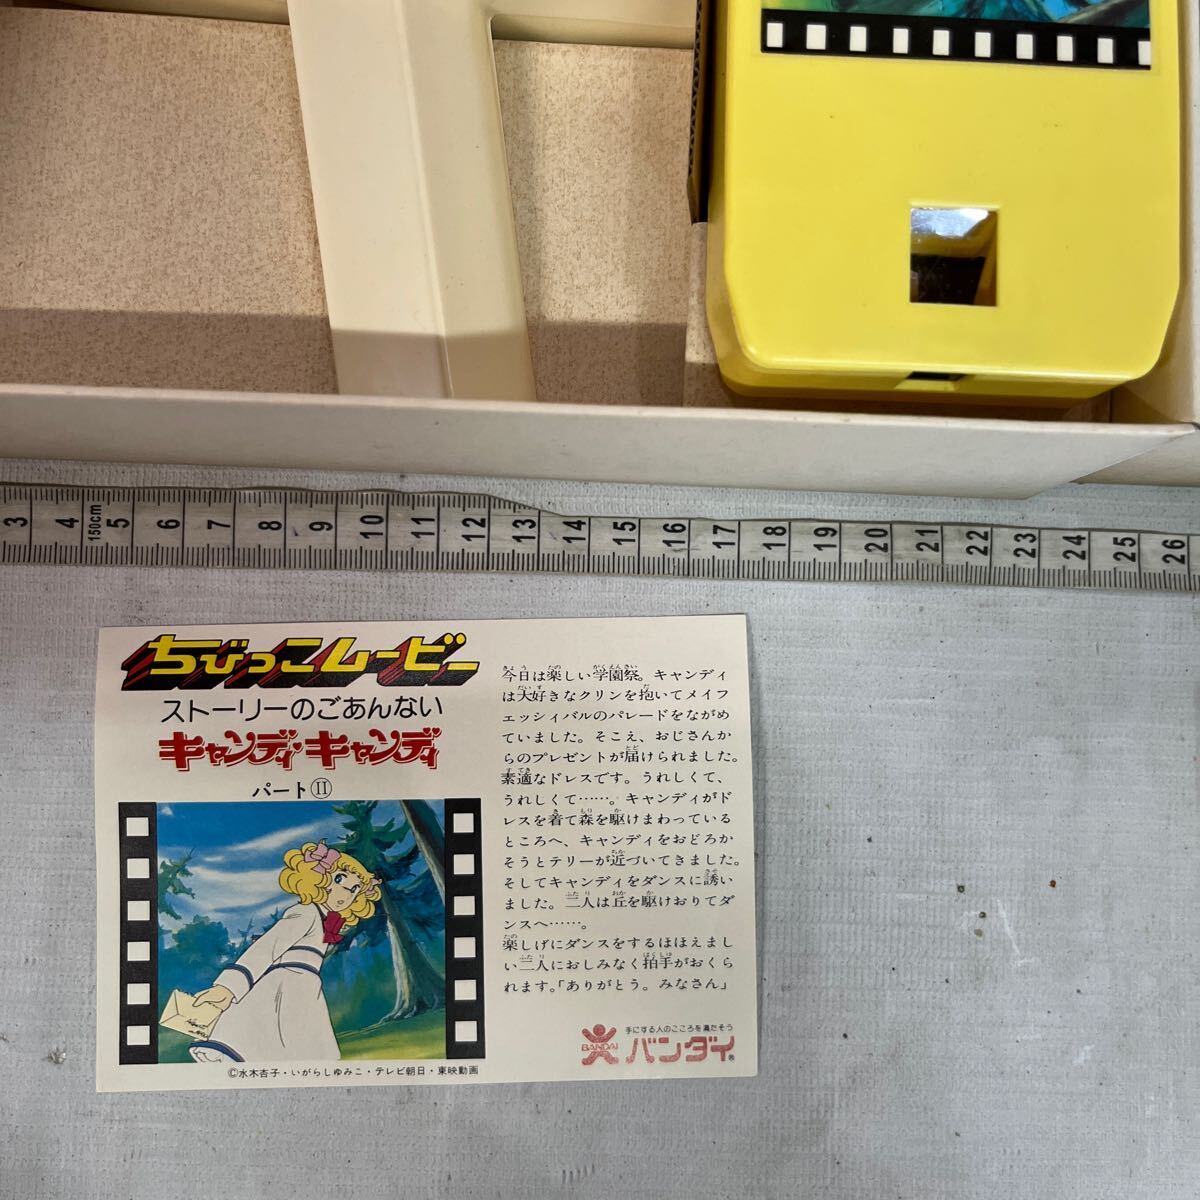 3 4 150cm 5 6 7 8 9 10 11 12 13 14 15 16 17 18 19 20 21 22 23 24 25 26
ちびっこムービー
ストーリーのごあんない
キャンディ・キャンディ
パートⅡ
©水木杏子・いがらしゆみこ・テレビ朝日・東映動画
今日は楽しい学園祭。キャンディ
は大好きなクリンを抱いてメイフ
ェッシィバルのパレードをながめ
ていました。そこえ、おじさんか
らのプレゼントが届けられました。
素適なドレスです。うれしくて、
うれしくて……。キャンディがド
レスを着て森を駆けまわっている
ところへ、キャンディをおどろか
そうとテリーが近づいてきました。
そしてキャンディをダンスに誘い
ました。二人は丘を駆けおりてダ
ンスへ……。
楽しげにダンスをするほほえまし
い二人におしみなく拍手がおくら
れます。「ありがとう。みなさん」
手にする人のこころを満たそう
BANDAI バンダイ®